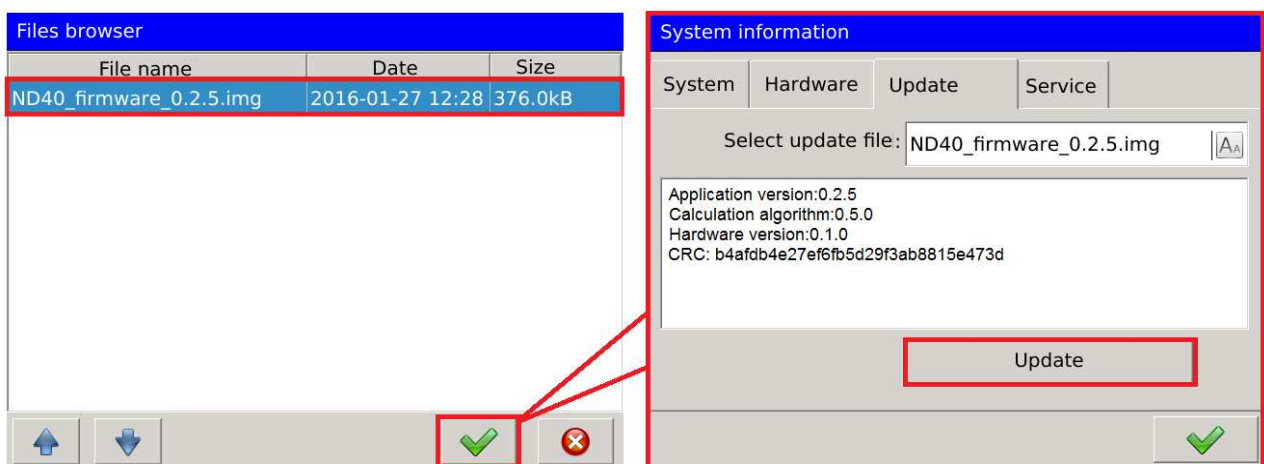 Files browser
File name Date Size
ND40_firmware_0.2.5.img 2016-01-27 12:28 376.0kB
System information
System Hardware Update Service
Select update file: ND40_firmware_0.2.5.img AA
Application version:0.2.5
Calculation algorithm:0.5.0
Hardware version:0.1.0
CRC: b4afdb4e27ef6fb5d29f3ab8815e473d
Update